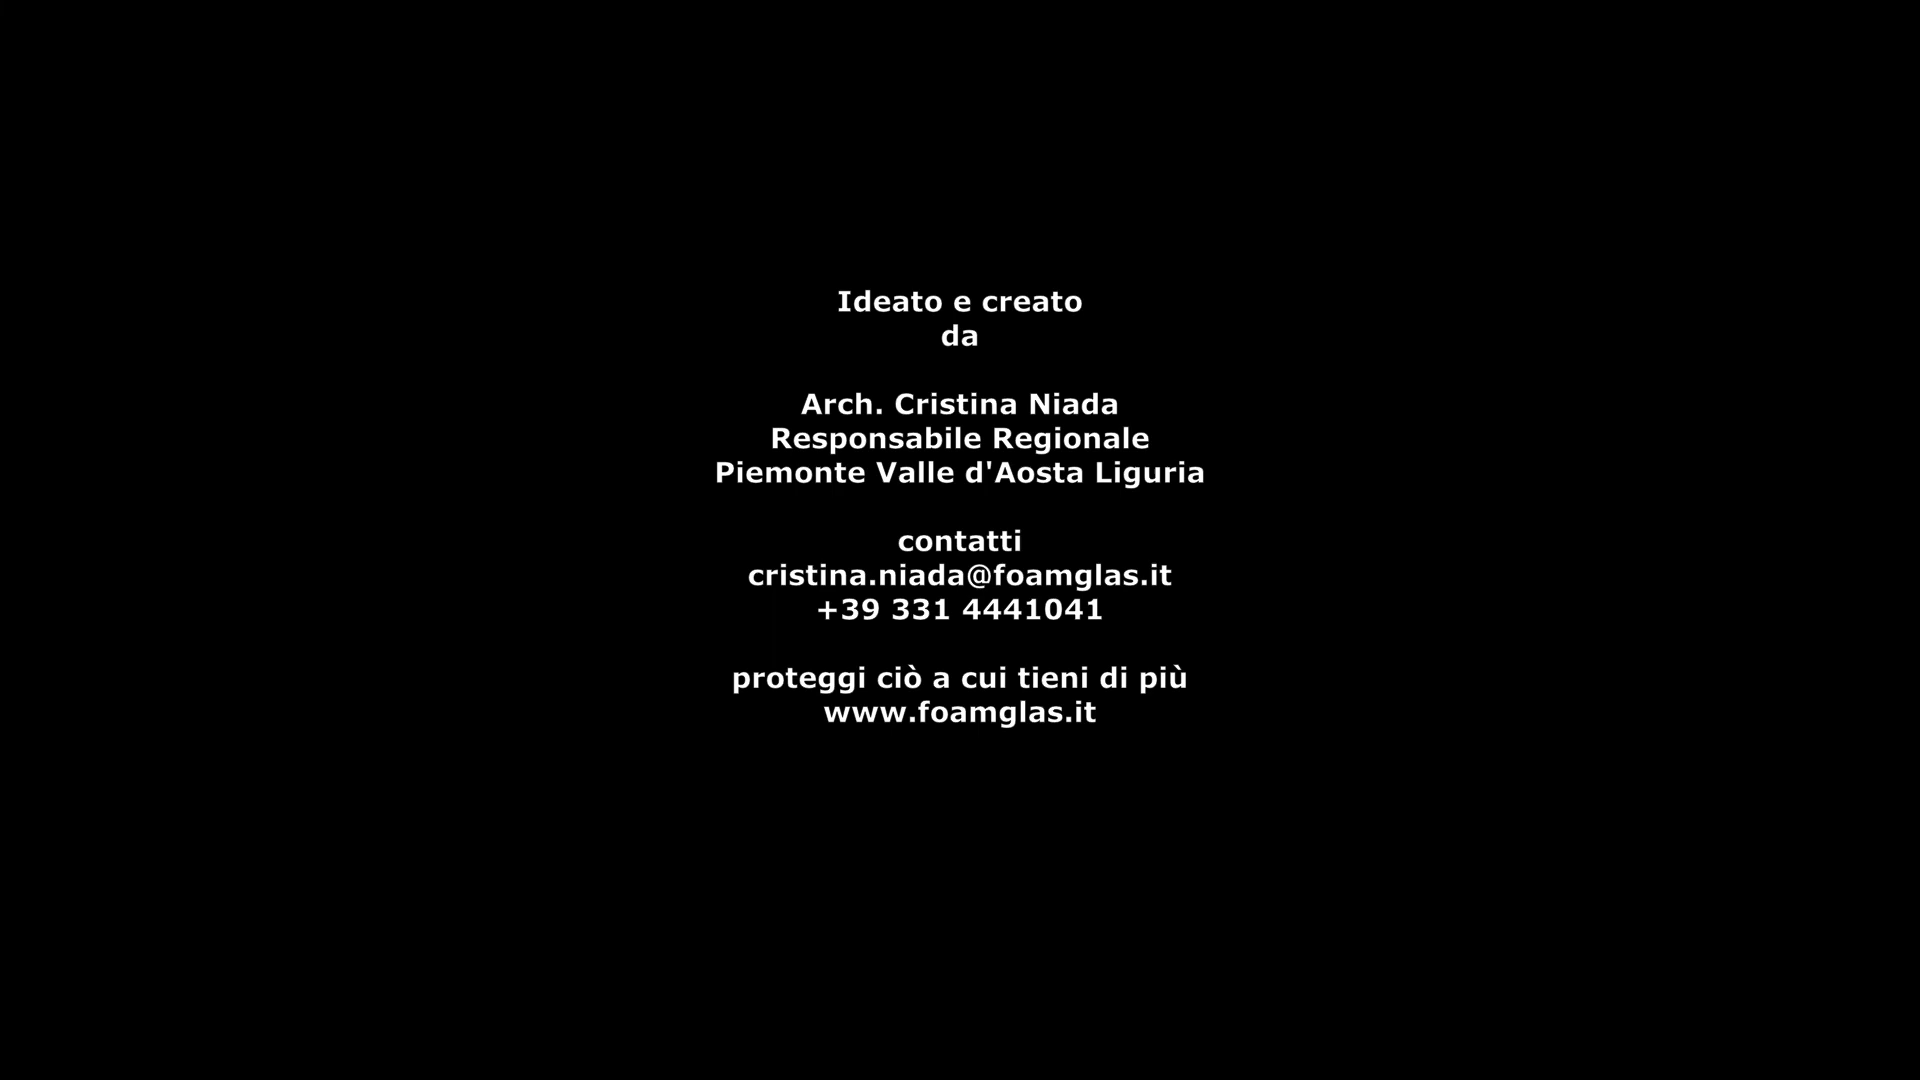 Ideato e creato
da
Arch. Cristina Niada
Responsabile Regionale
Piemonte Valle d'Aosta Liguria
contatti
cristina.niada@foamglas.it
+39 331 4441041
proteggi ciò a cui tieni di più
www.foamglas.it